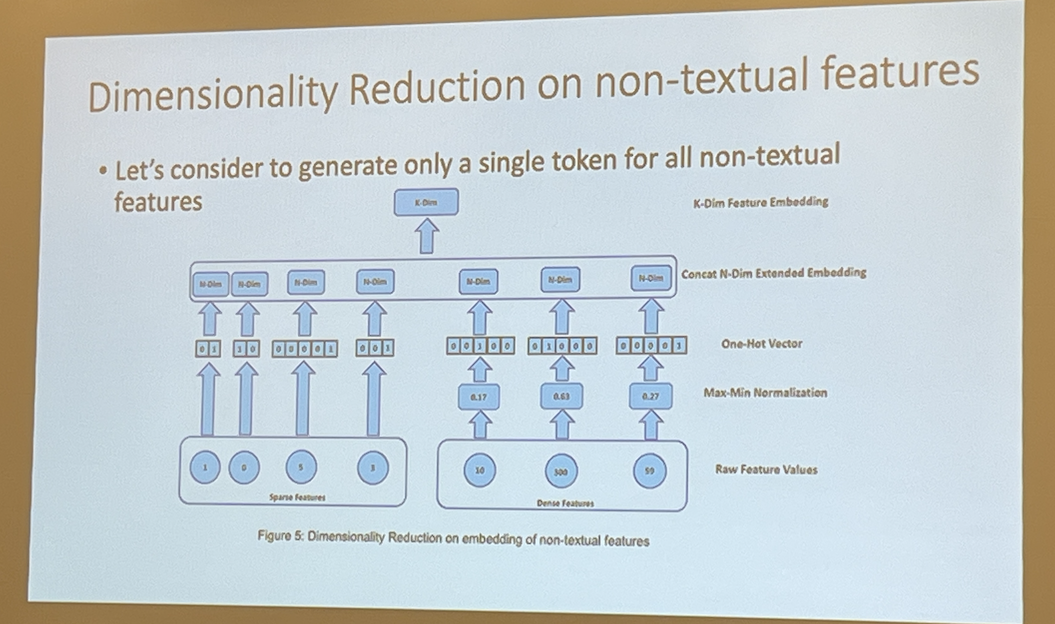 Dimensionality Reduction on non-textual features
• Let's consider to generate only a single token for all non-textual
features
K-Dim
K-Dim Feature Embedding
N-Dim N-Dim N-Dim N-Dim N-Dim N-Dim N-Dim
Concat N-Dim Extended Embedding
0 1 1 0 0 0 0 0 1 0 0 1 0 0 1 0 0 0 1 0 0 0 0 0 0 0 1
One-Hot Vector
0.17 0.63 0.27
Max-Min Normalization
1 0 5 3 10 300 59
Raw Feature Values
Sparse Features
Dense Features
Figure 5: Dimensionality Reduction on embedding of non-textual features